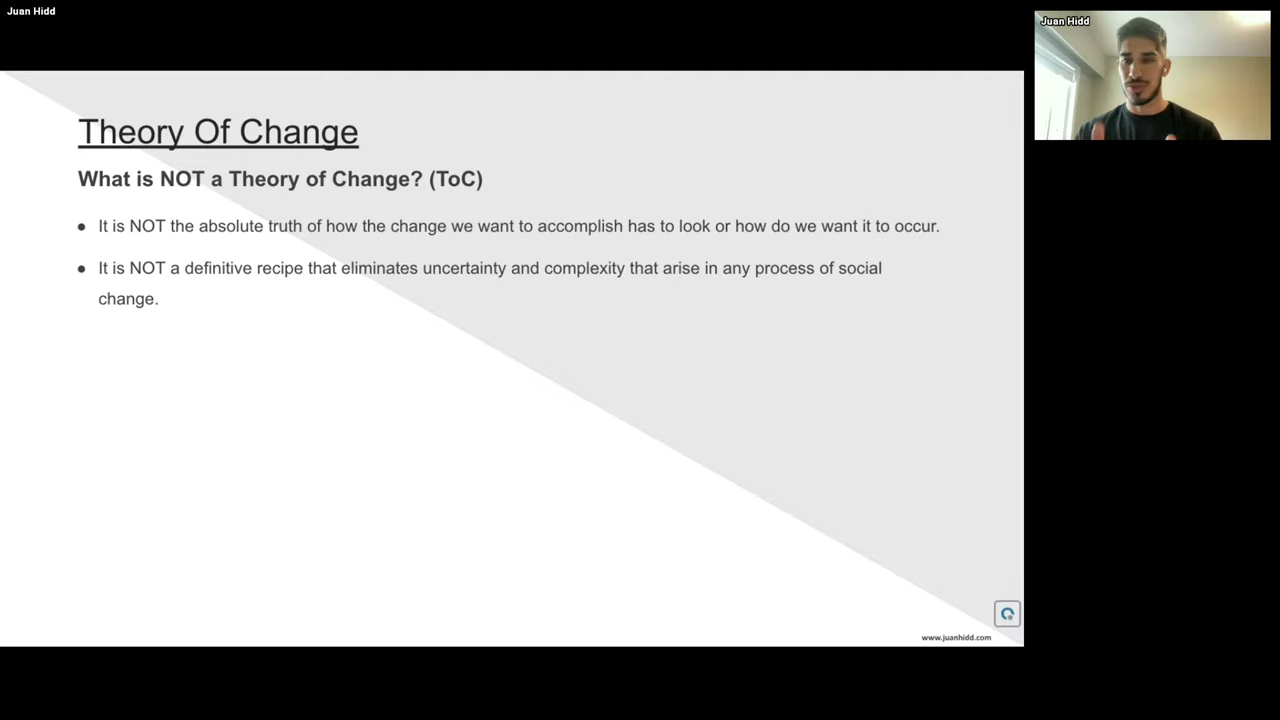 Juan Hidd
Juan Hidd
Theory Of Change
What is NOT a Theory of Change? (ToC)
● It is NOT the absolute truth of how the change we want to accomplish has to look or how do we want it to occur.
● It is NOT a definitive recipe that eliminates uncertainty and complexity that arise in any process of social
change.
www.juanhidd.com